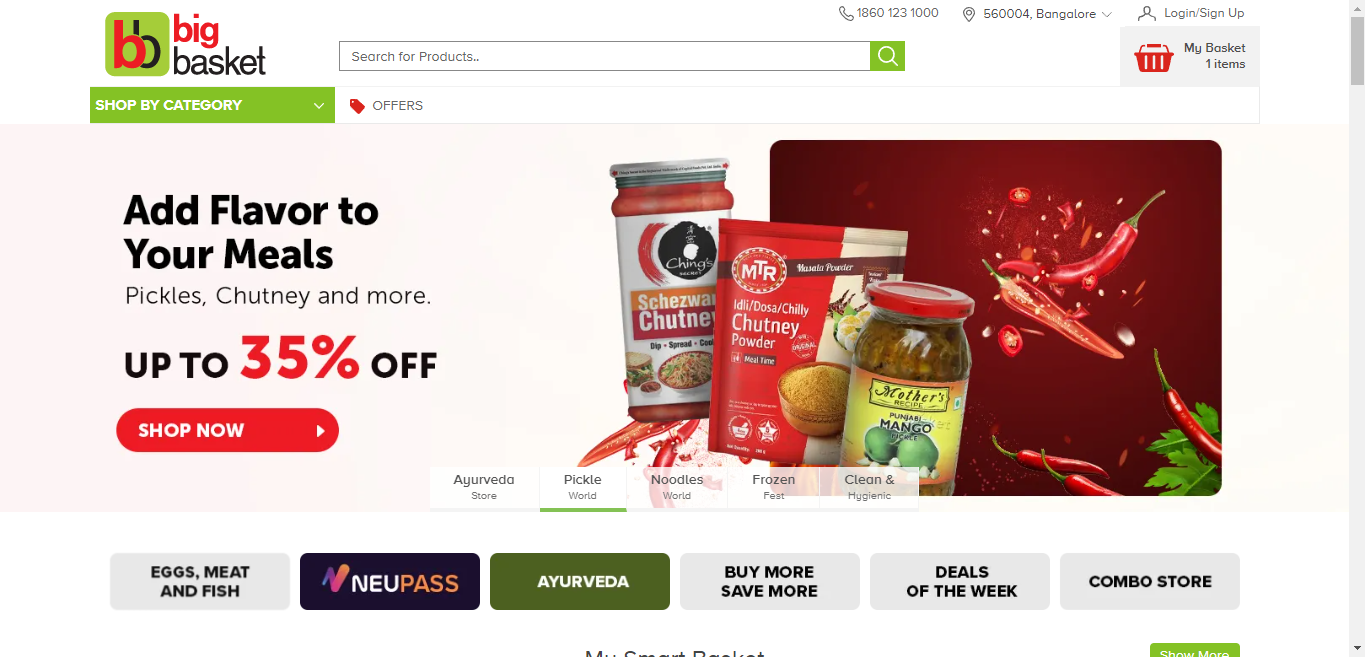 1860 123 1000
560004, Bangalore
Login/Sign Up
bb
big
basket
Search for Products..
My Basket
1 items
SHOP BY CATEGORY
OFFERS
Add Flavor to
Your Meals
Pickles, Chutney and more.
UP TO 35% OFF
SHOP NOW
Ching's
SECRET
Schezwan
Chutney
Dip • Spread • Cook
MTR
Masala Powder
Idli/Dosa/Chilly
Chutney
Powder
ORIGINAL
Meal Time
Mother's
RECIPE
PUNJABI
MANGO
PICKLE
Ayurveda
Store
Pickle
World
Noodles
World
Frozen
Fest
Clean &
Hygienic
EGGS, MEAT
AND FISH
NEUPASS
AYURVEDA
BUY MORE
SAVE MORE
DEALS
OF THE WEEK
COMBO STORE
My Smart Basket
Show More